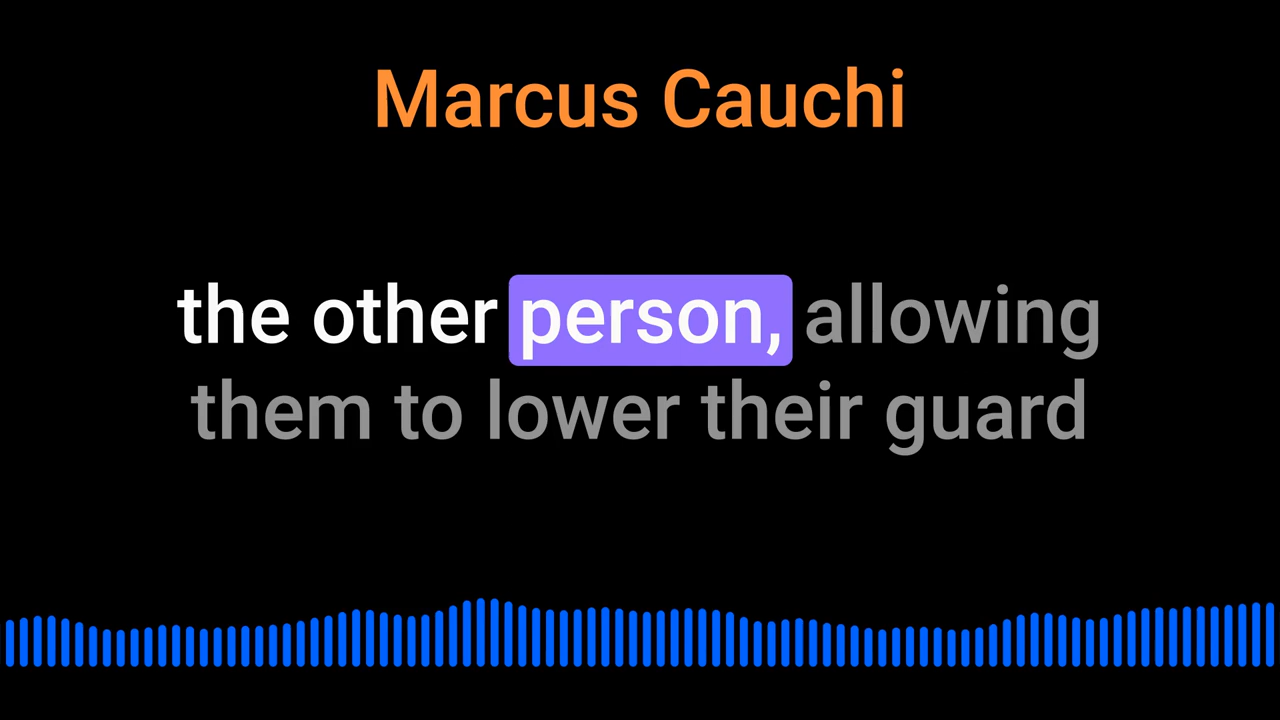 Marcus Cauchi
the other person, allowing
them to lower their guard